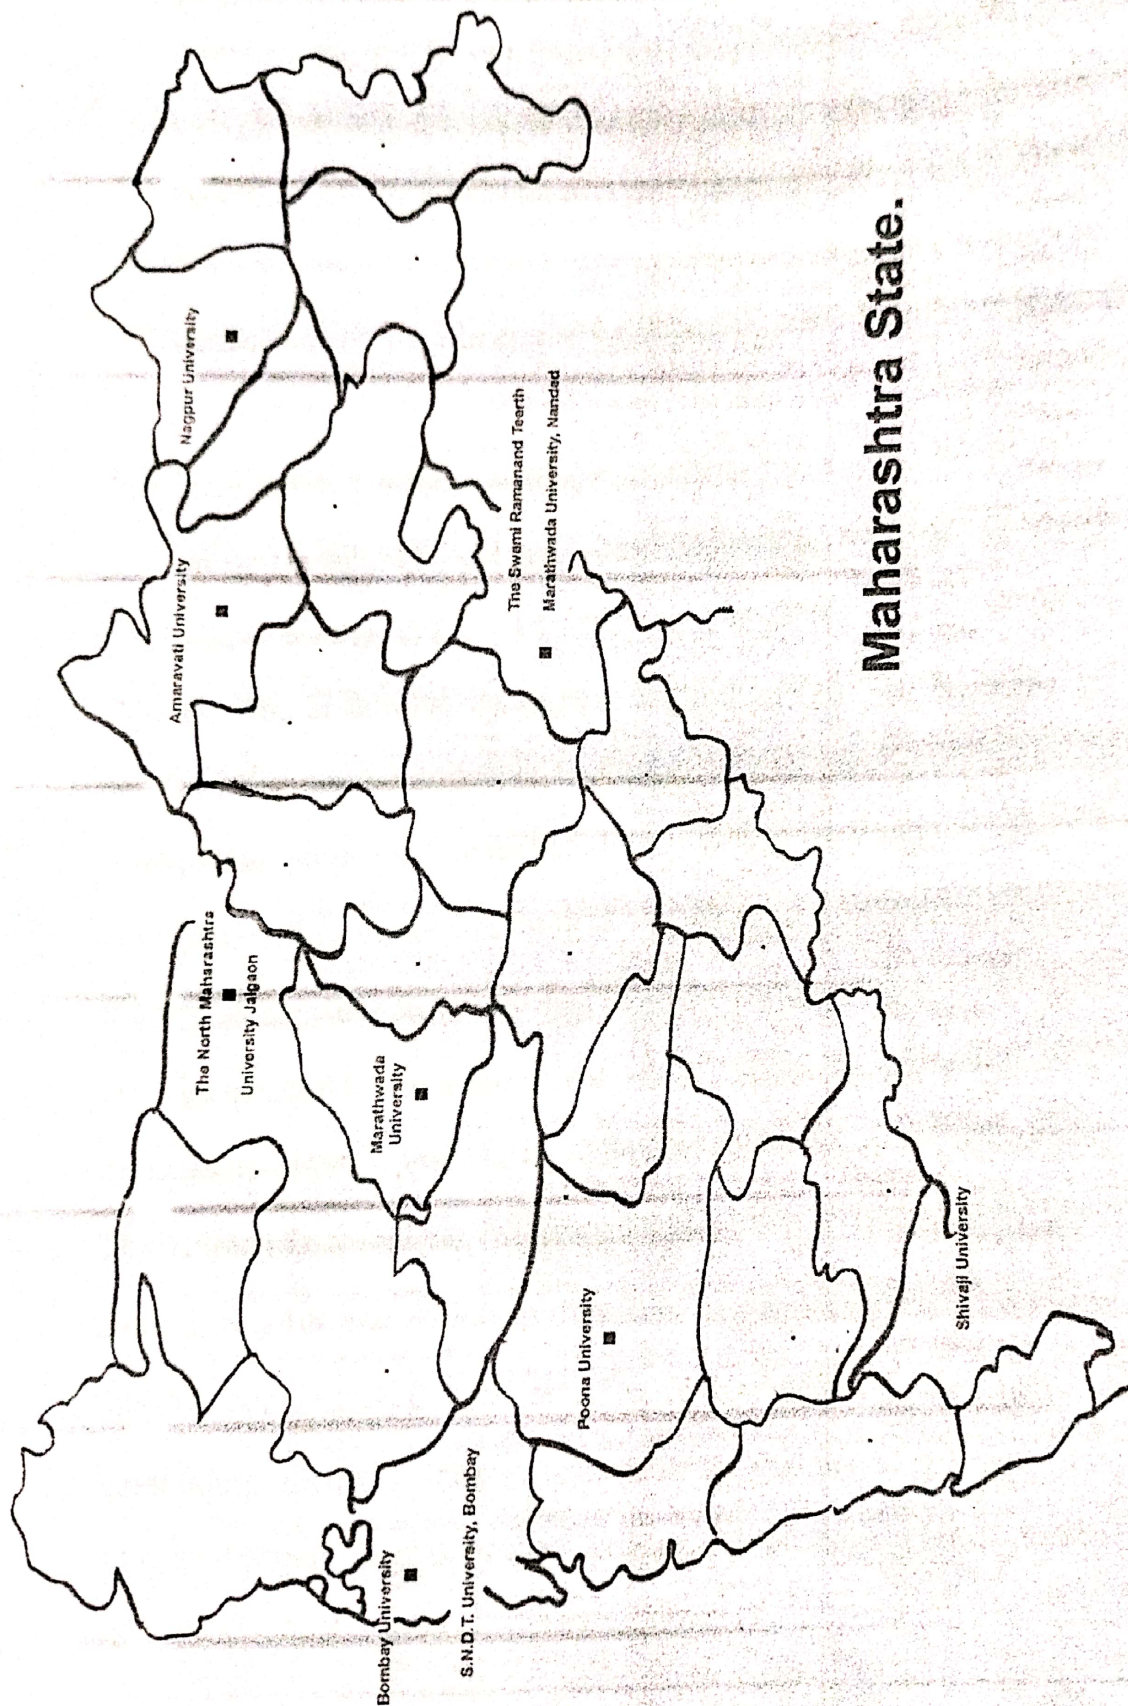 Nagpur University
Amaravati University
The North Maharashtra
University Jalgaon
Marathwada
University
The Swami Ramanand Teerth
Marathwada University, Nanded
Bombay University
S.N.D.T. University, Bombay
Poona University
Shivaji University
Maharashtra State.